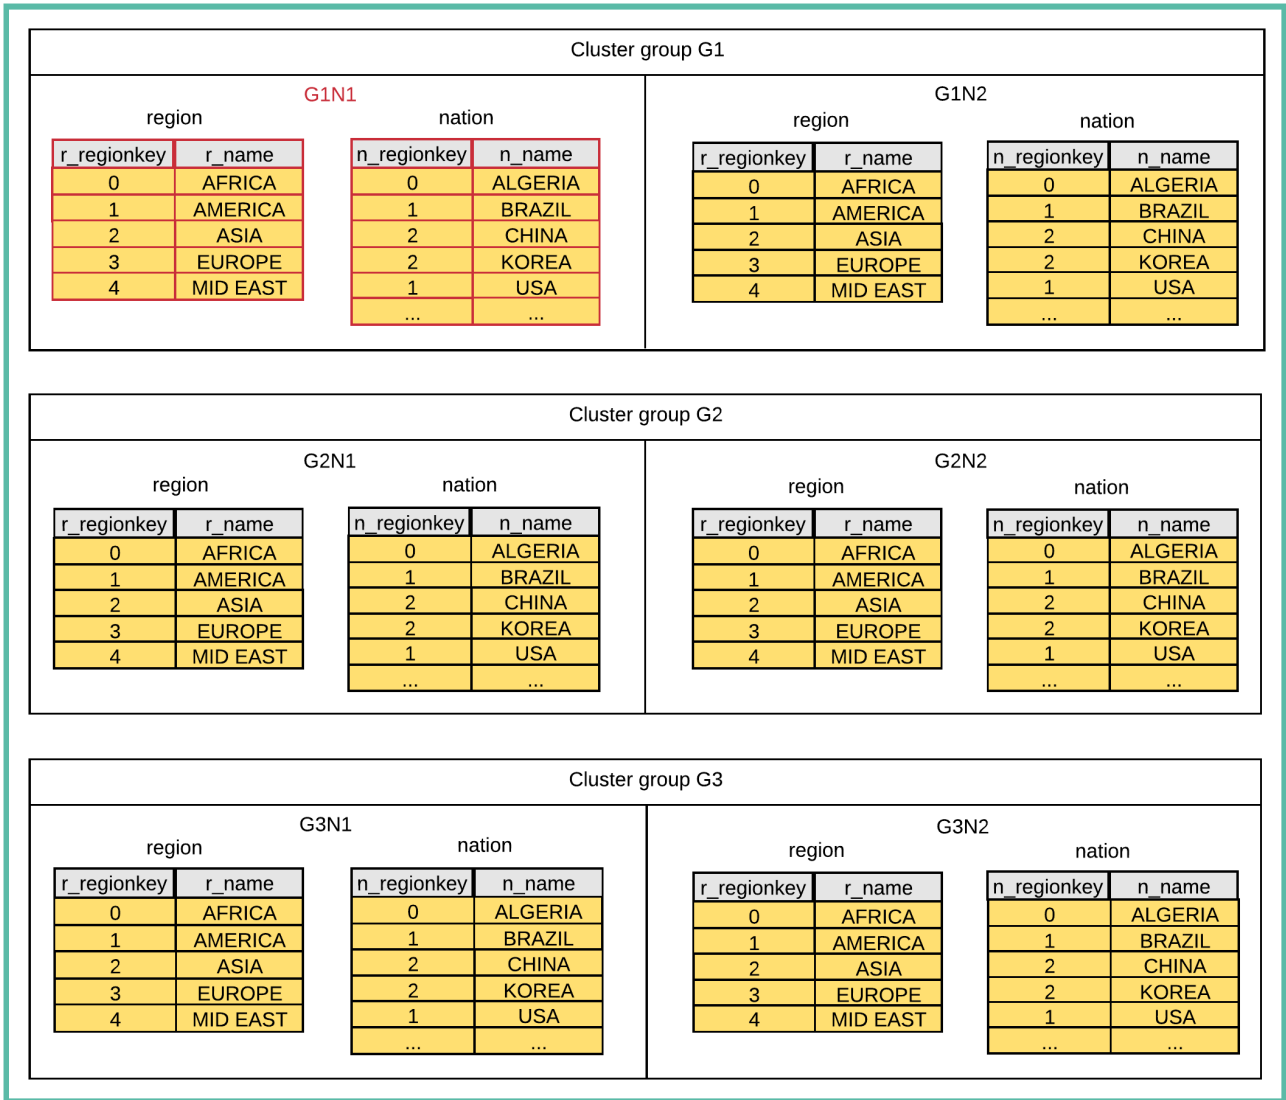 Cluster group G1
G1N1
region
r_regionkey r_name
0 AFRICA
1 AMERICA
2 ASIA
3 EUROPE
4 MID EAST
nation
n_regionkey n_name
0 ALGERIA
1 BRAZIL
2 CHINA
2 KOREA
1 USA
... ...
G1N2
region
r_regionkey r_name
0 AFRICA
1 AMERICA
2 ASIA
3 EUROPE
4 MID EAST
nation
n_regionkey n_name
0 ALGERIA
1 BRAZIL
2 CHINA
2 KOREA
1 USA
... ...
Cluster group G2
G2N1
region
r_regionkey r_name
0 AFRICA
1 AMERICA
2 ASIA
3 EUROPE
4 MID EAST
nation
n_regionkey n_name
0 ALGERIA
1 BRAZIL
2 CHINA
2 KOREA
1 USA
... ...
G2N2
region
r_regionkey r_name
0 AFRICA
1 AMERICA
2 ASIA
3 EUROPE
4 MID EAST
nation
n_regionkey n_name
0 ALGERIA
1 BRAZIL
2 CHINA
2 KOREA
1 USA
... ...
Cluster group G3
G3N1
region
r_regionkey r_name
0 AFRICA
1 AMERICA
2 ASIA
3 EUROPE
4 MID EAST
nation
n_regionkey n_name
0 ALGERIA
1 BRAZIL
2 CHINA
2 KOREA
1 USA
... ...
G3N2
region
r_regionkey r_name
0 AFRICA
1 AMERICA
2 ASIA
3 EUROPE
4 MID EAST
nation
n_regionkey n_name
0 ALGERIA
1 BRAZIL
2 CHINA
2 KOREA
1 USA
... ...